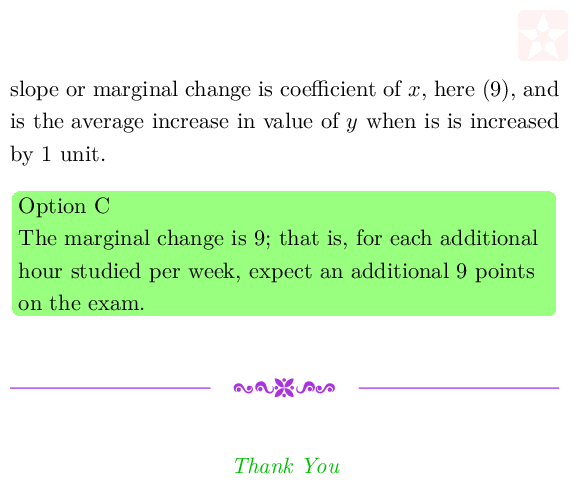 slope or marginal change is coefficient of x, here (9), and
is the average increase in value of y when is is increased
by 1 unit.
Option C
The marginal change is 9; that is, for each additional
hour studied per week, expect an additional 9 points
on the exam.
Thank You